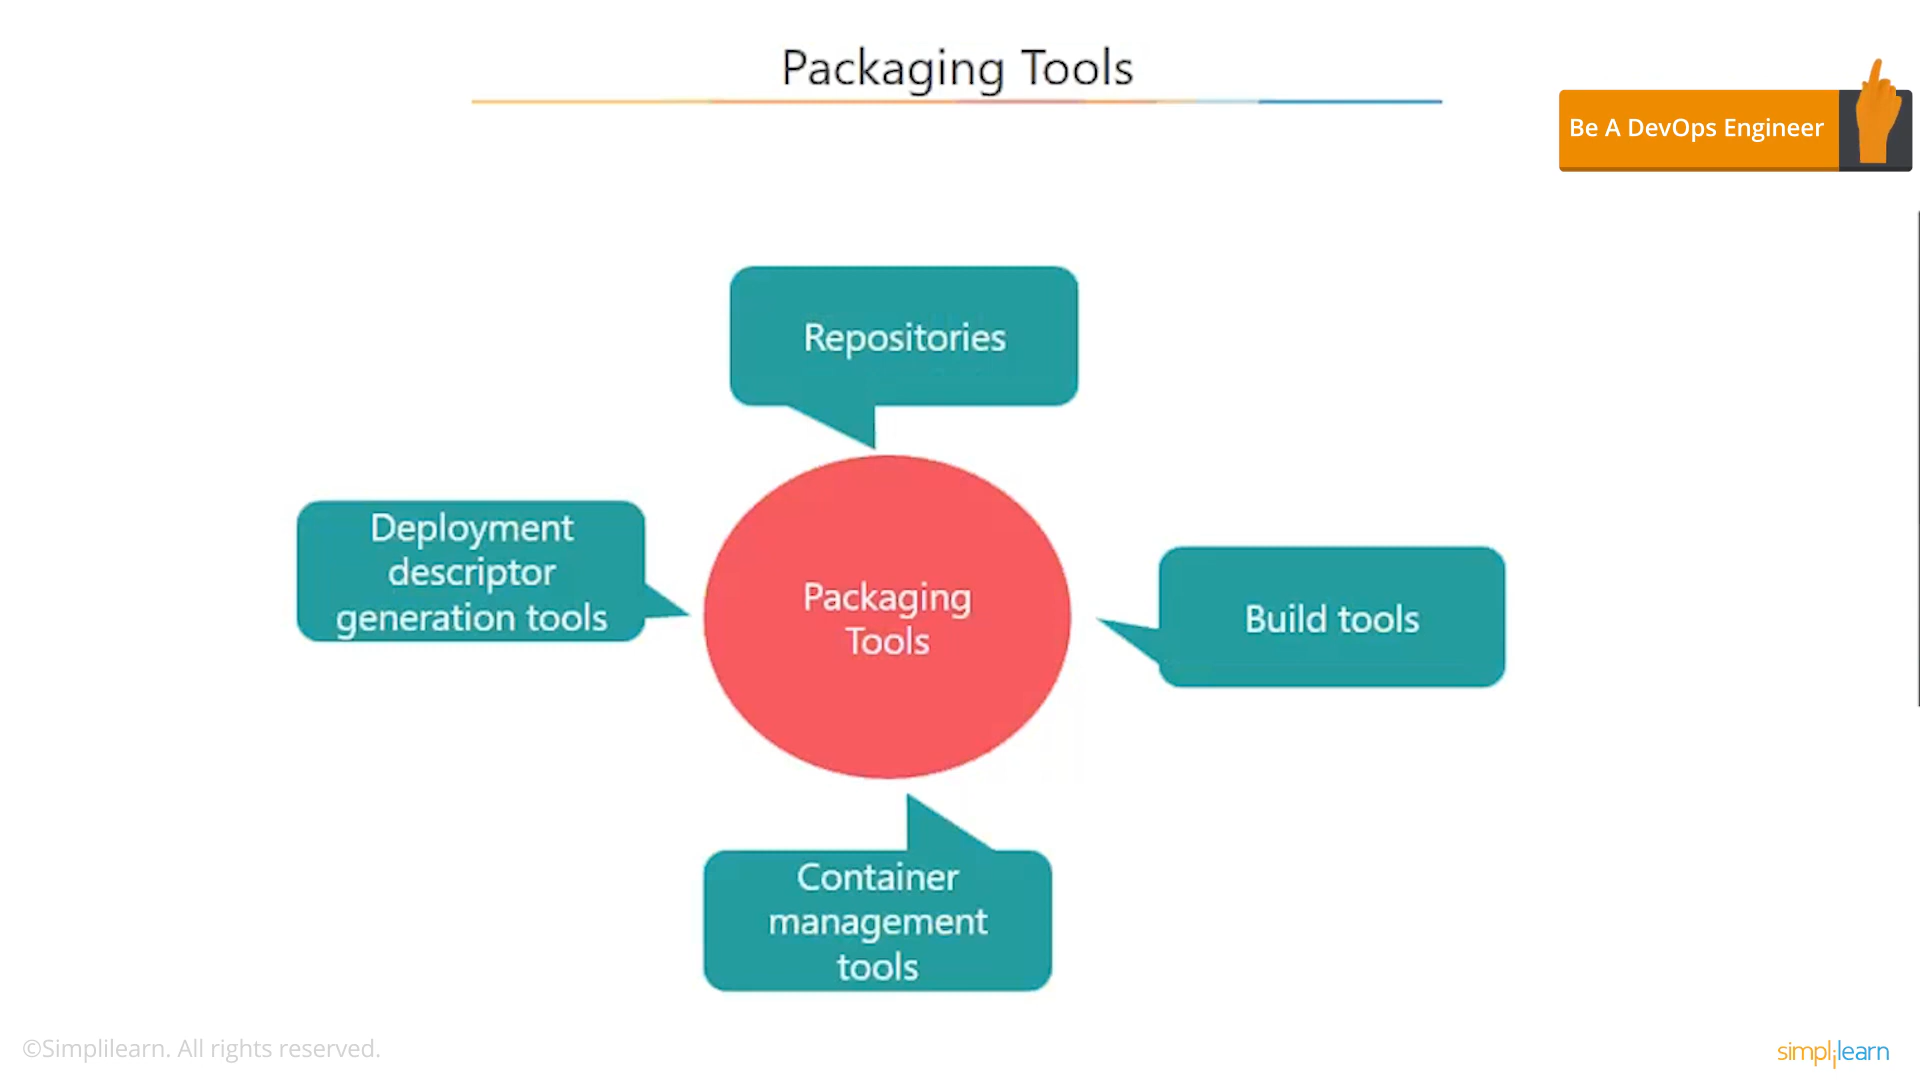 Packaging Tools
Be A DevOps Engineer
Repositories
Deployment
descriptor
generation tools
Packaging
Tools
Build tools
Container
management
tools
©Simplilearn. All rights reserved.
simplilearn